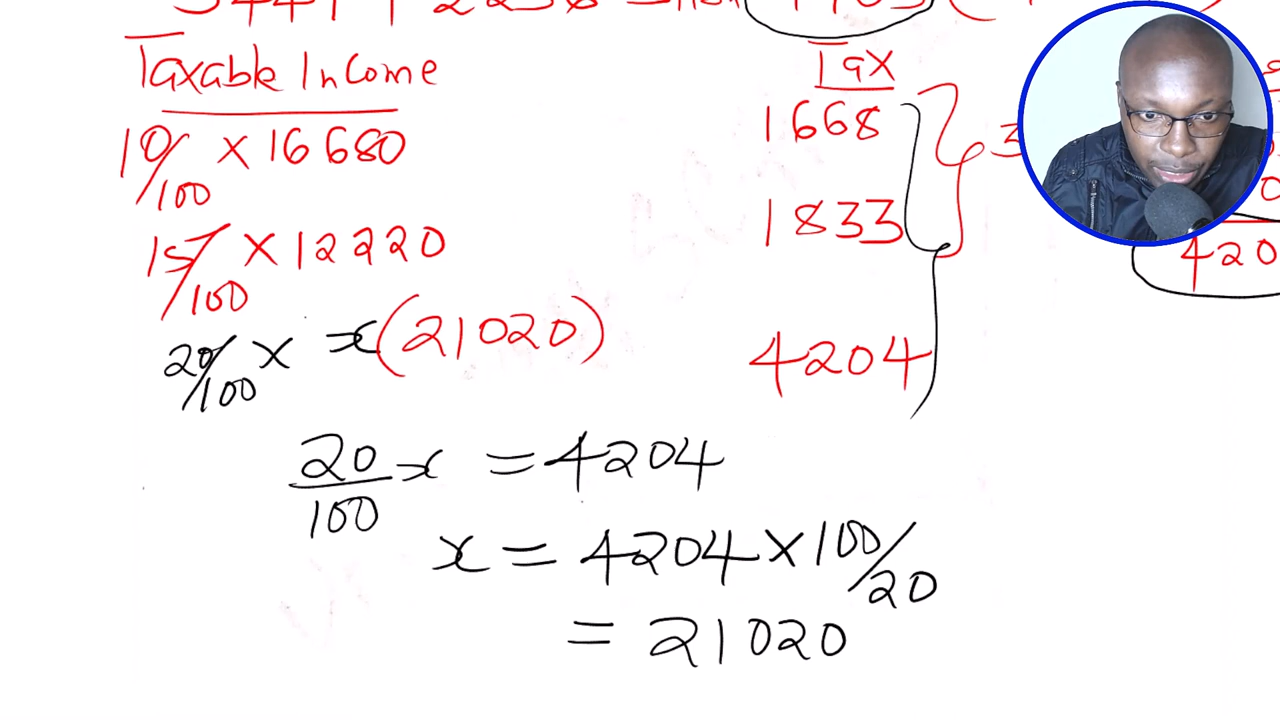 Taxable Income Tax
10/100 × 16680 1668
15/100 × 12220 1833
20/100 × x(21020) 4204
420
20/100 x = 4204
x = 4204 × 100/20
= 21020